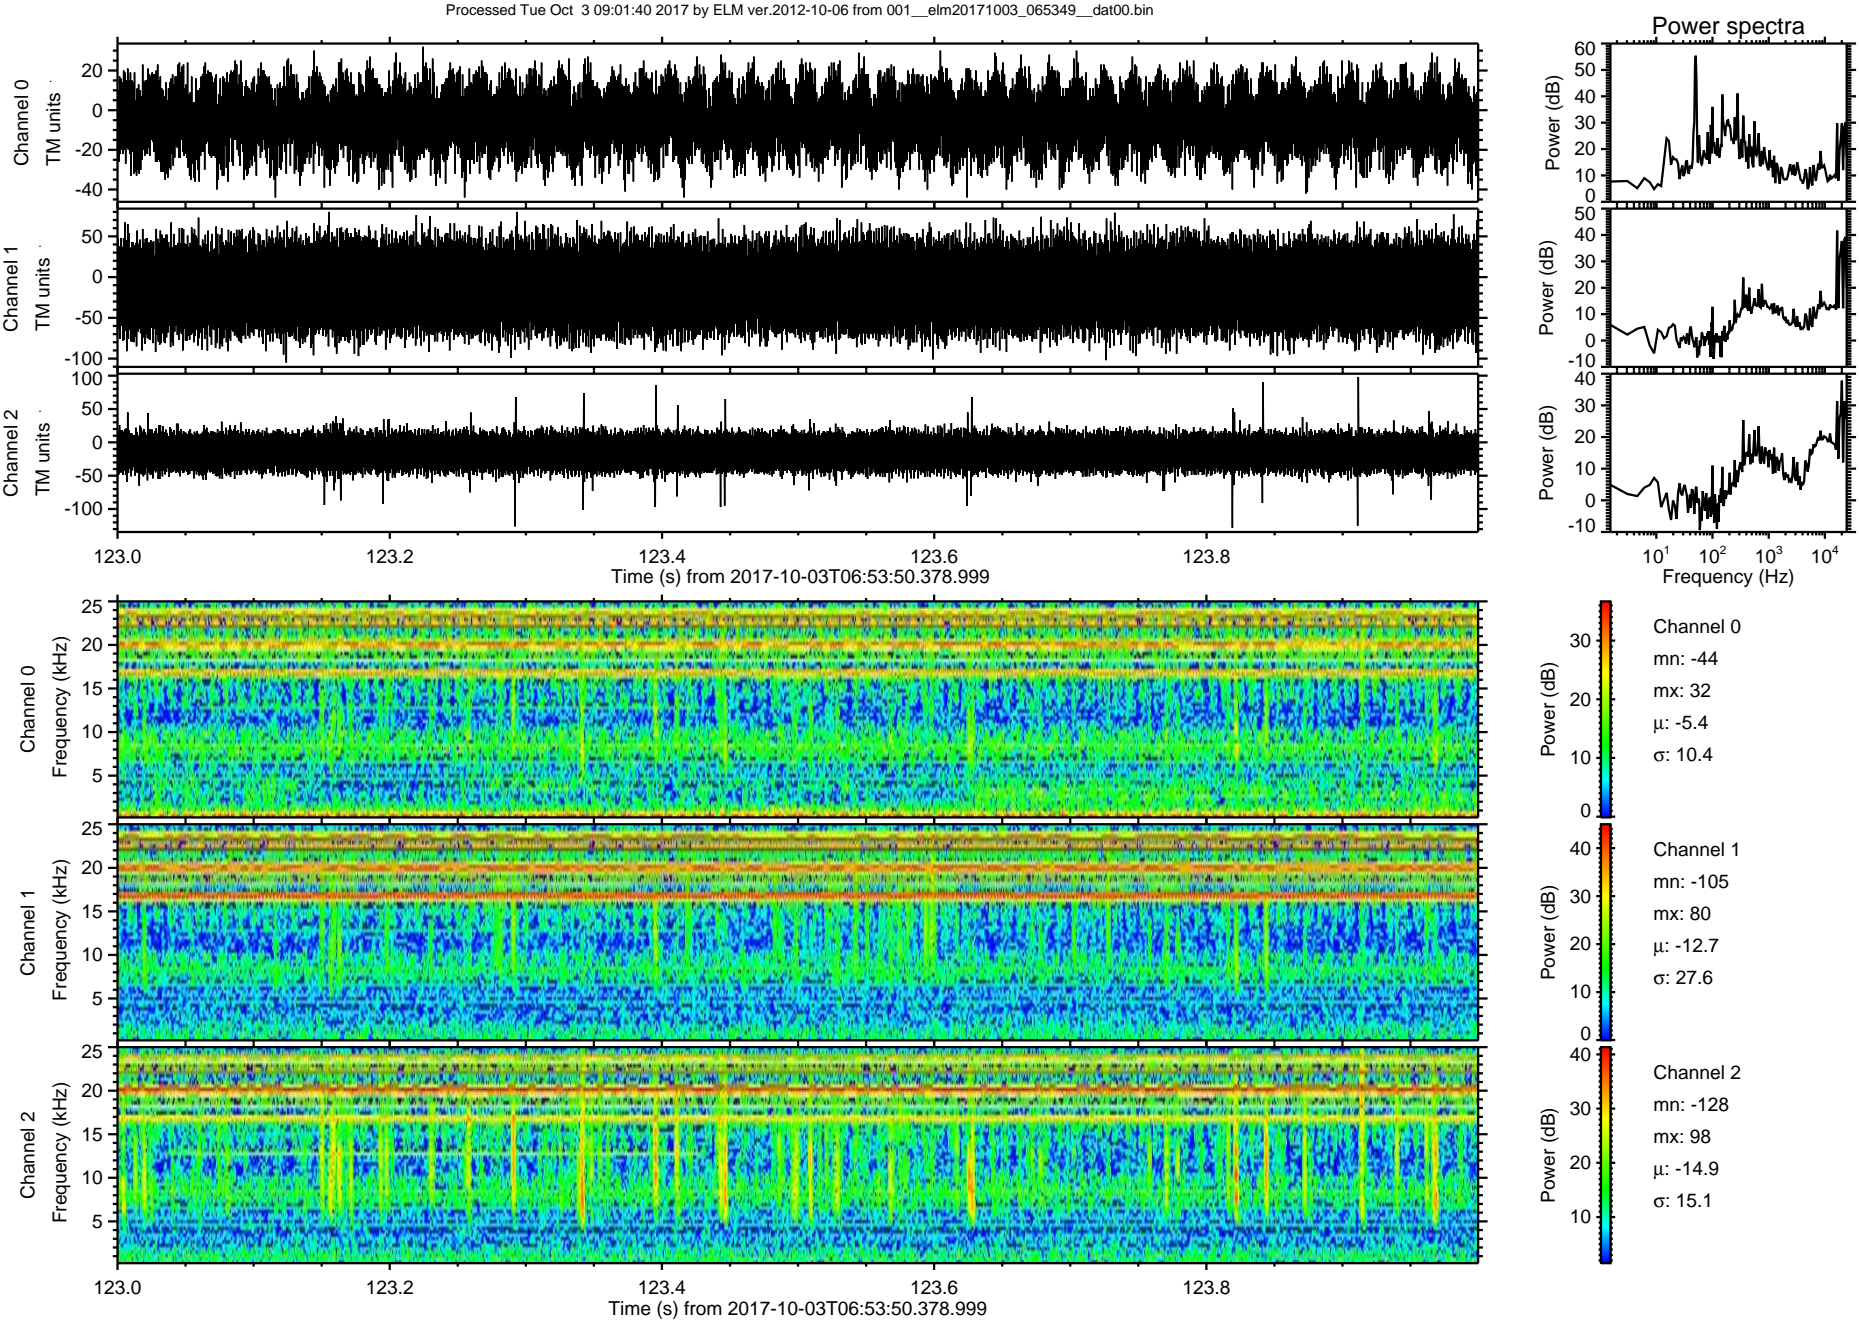 Processed Tue Oct  3 09:01:40 2017 by ELM ver.2012-10-06 from 001__elm20171003_065349__dat00.bin
Power spectra
Channel 0
TM units
20
0
-20
-40
Power (dB)
60
50
40
30
20
10
0
Channel 1
TM units
50
0
-50
-100
Power (dB)
50
40
30
20
10
0
-10
Channel 2
TM units
100
50
0
-50
-100
Power (dB)
40
30
20
10
0
-10
123.0 123.2 123.4 123.6 123.8
Time (s) from 2017-10-03T06:53:50.378.999
10¹ 10² 10³ 10⁴
Frequency (Hz)
Channel 0
Frequency (kHz)
25
20
15
10
5
Power (dB)
30
20
10
0
Channel 0
mn: -44
mx: 32
μ: -5.4
σ: 10.4
Channel 1
Frequency (kHz)
25
20
15
10
5
Power (dB)
40
30
20
10
0
Channel 1
mn: -105
mx: 80
μ: -12.7
σ: 27.6
Channel 2
Frequency (kHz)
25
20
15
10
5
Power (dB)
40
30
20
10
Channel 2
mn: -128
mx: 98
μ: -14.9
σ: 15.1
123.0 123.2 123.4 123.6 123.8
Time (s) from 2017-10-03T06:53:50.378.999